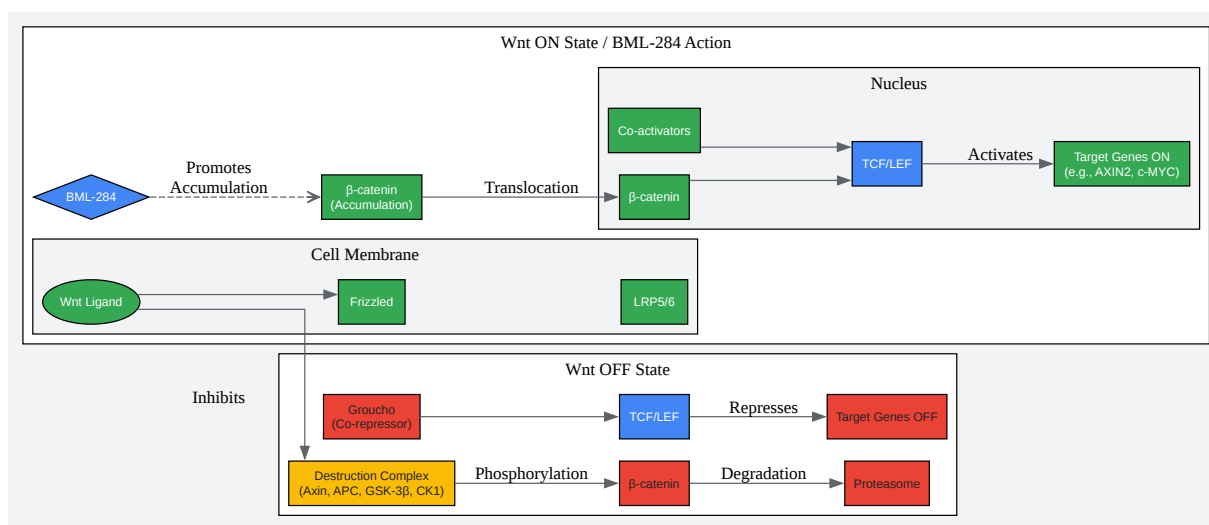 Wnt ON State / BML-284 Action
Nucleus
Co-activators
TCF/LEF
Activates
Target Genes ON
(e.g., AXIN2, c-MYC)
Promotes
Accumulation
BML-284
β-catenin
(Accumulation)
Translocation
β-catenin
Cell Membrane
Wnt Ligand
Frizzled
LRP5/6
Wnt OFF State
Inhibits
Groucho
(Co-repressor)
TCF/LEF
Represses
Target Genes OFF
Destruction Complex
(Axin, APC, GSK-3β, CK1)
Phosphorylation
β-catenin
Degradation
Proteasome